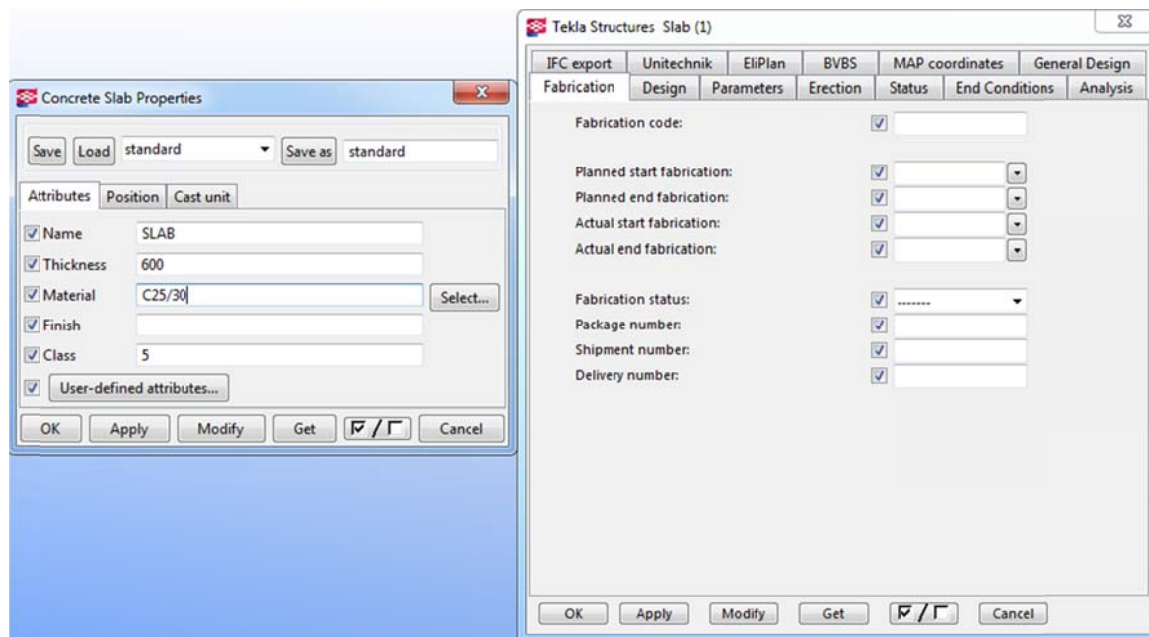 Concrete Slab Properties
Save Load standard Save as standard
Attributes Position Cast unit
Name SLAB
Thickness 600
Material C25/30 Select...
Finish
Class 5
User-defined attributes...
OK Apply Modify Get / Cancel
Tekla Structures Slab (1)
IFC export Unitechnik EliPlan BVBS MAP coordinates General Design
Fabrication Design Parameters Erection Status End Conditions Analysis
Fabrication code:
Planned start fabrication:
Planned end fabrication:
Actual start fabrication:
Actual end fabrication:
Fabrication status: -------
Package number:
Shipment number:
Delivery number:
OK Apply Modify Get / Cancel